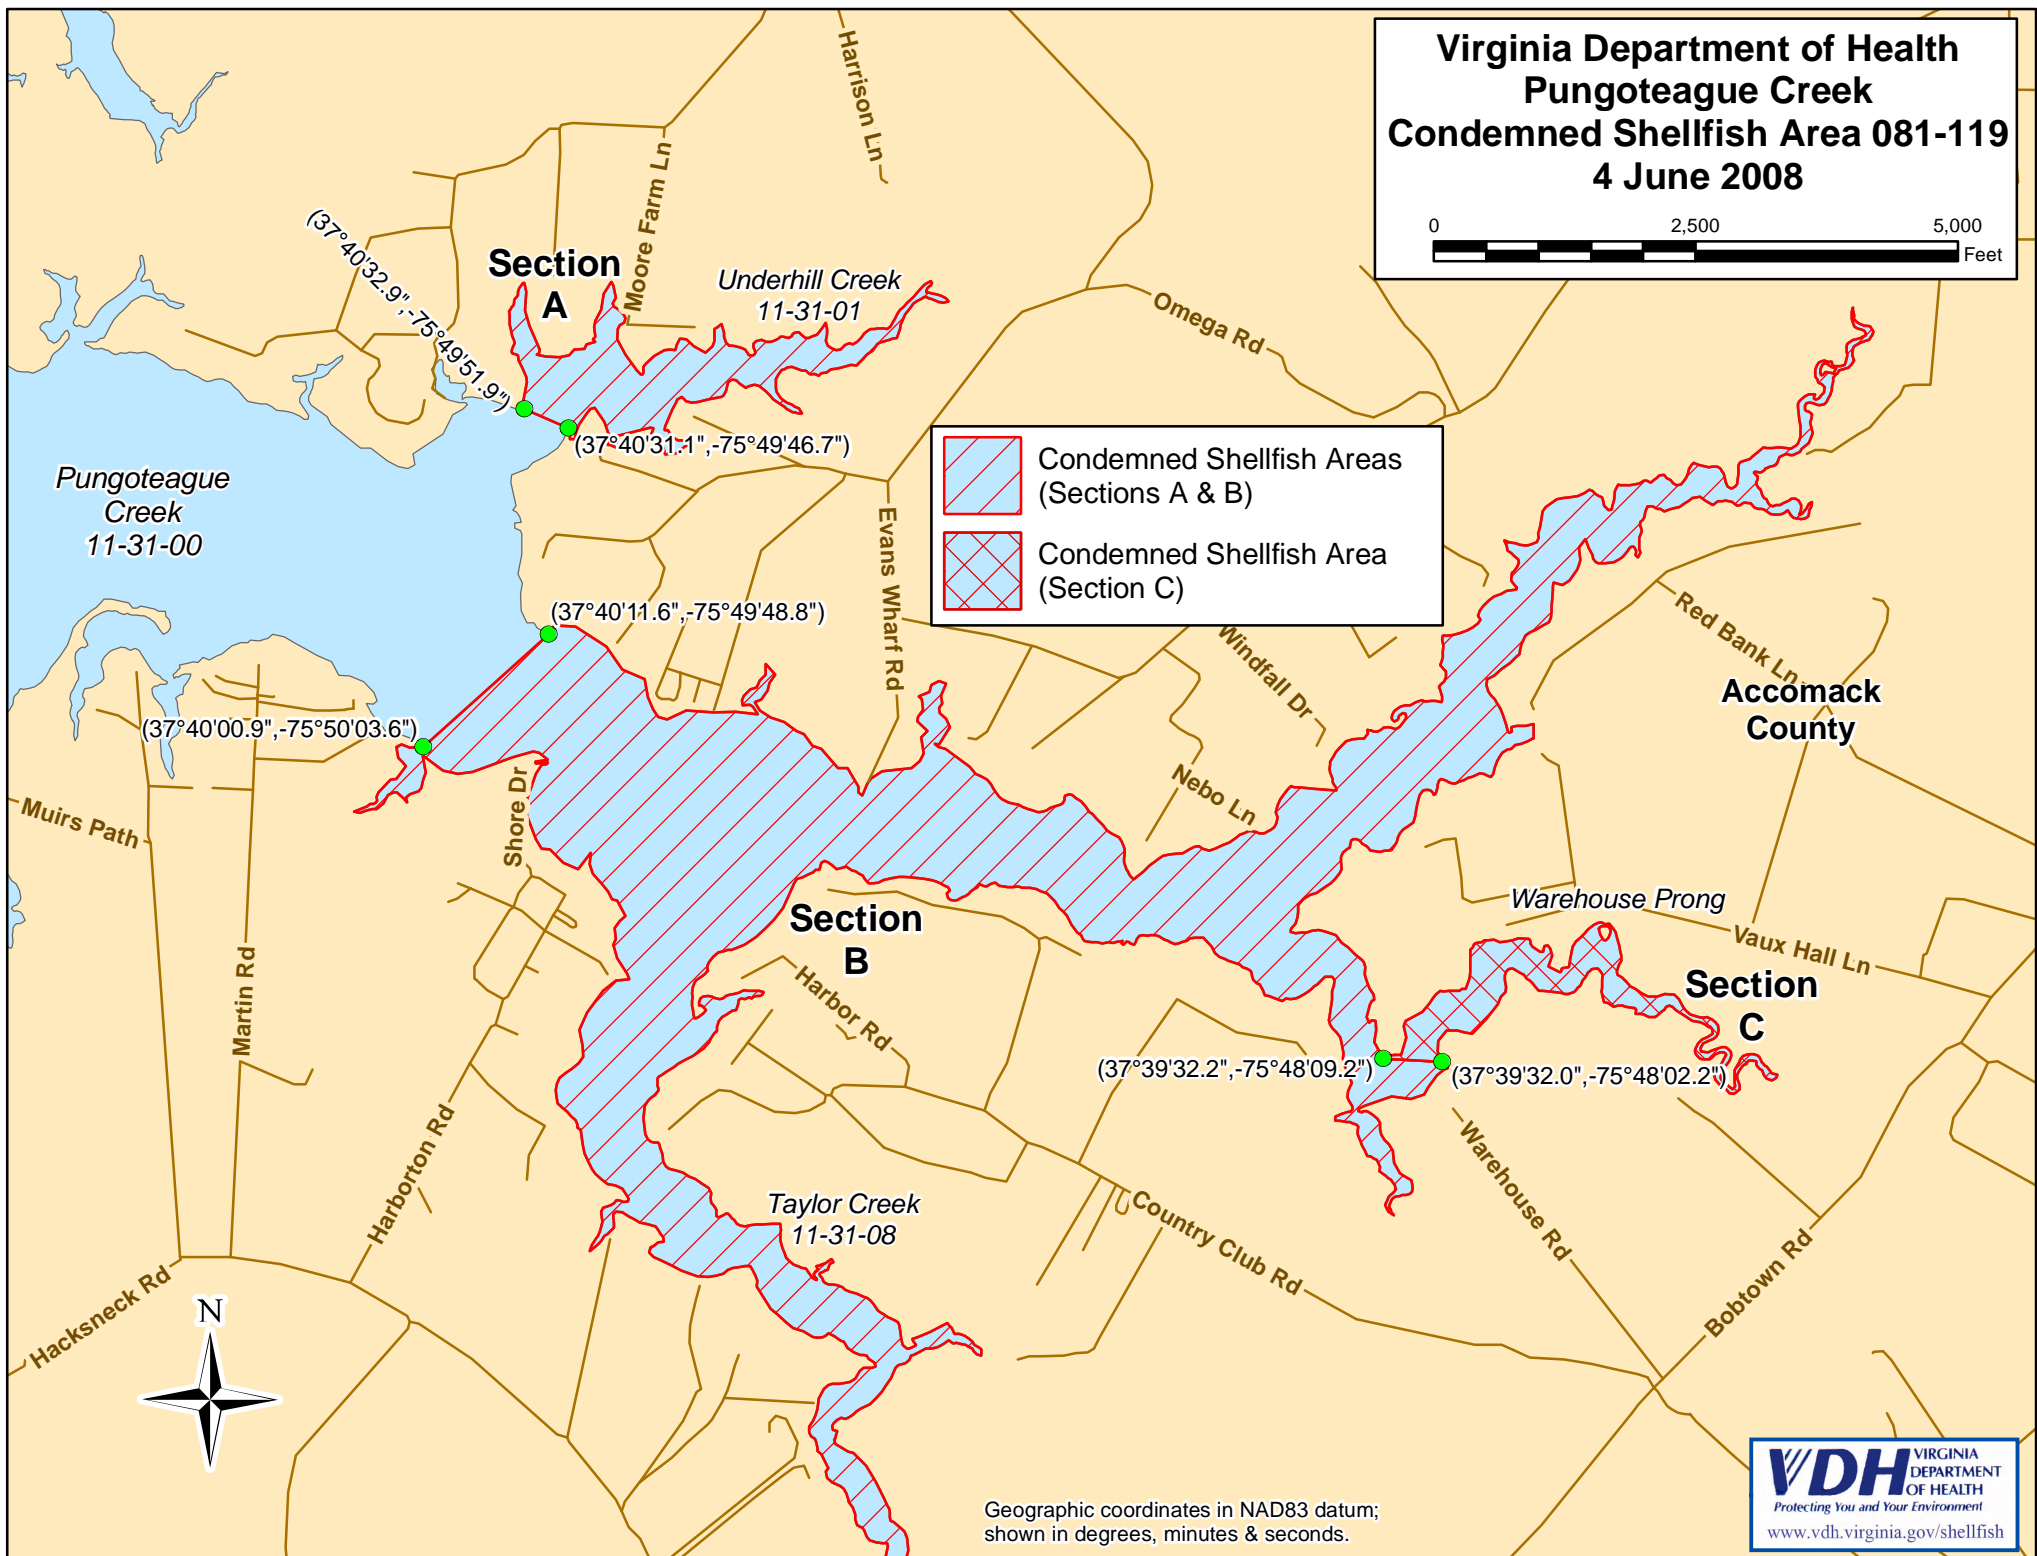 Virginia Department of Health
Pungoteague Creek
Condemned Shellfish Area 081-119
4 June 2008
0 2,500 5,000
Feet
Harrison Ln
Moore Farm Ln
(37°40'32.9",-75°49'51.9")
Section
A
Underhill Creek
11-31-01
Omega Rd
(37°40'31.1",-75°49'46.7")
Pungoteague
Creek
11-31-00
Condemned Shellfish Areas
(Sections A & B)
Condemned Shellfish Area
(Section C)
Evans Wharf Rd
(37°40'11.6",-75°49'48.8")
Windfall Dr
Red Bank Ln
Accomack
County
(37°40'00.9",-75°50'03.6")
Muirs Path
Shore Dr
Nebo Ln
Warehouse Prong
Vaux Hall Ln
Section
B
Section
C
Martin Rd
Harbor Rd
(37°39'32.2",-75°48'09.2")
(37°39'32.0",-75°48'02.2")
Harborton Rd
Warehouse Rd
Taylor Creek
11-31-08
Country Club Rd
Bobtown Rd
Hacksneck Rd
N
Geographic coordinates in NAD83 datum;
shown in degrees, minutes & seconds.
VDH
VIRGINIA
DEPARTMENT
OF HEALTH
Protecting You and Your Environment
www.vdh.virginia.gov/shellfish